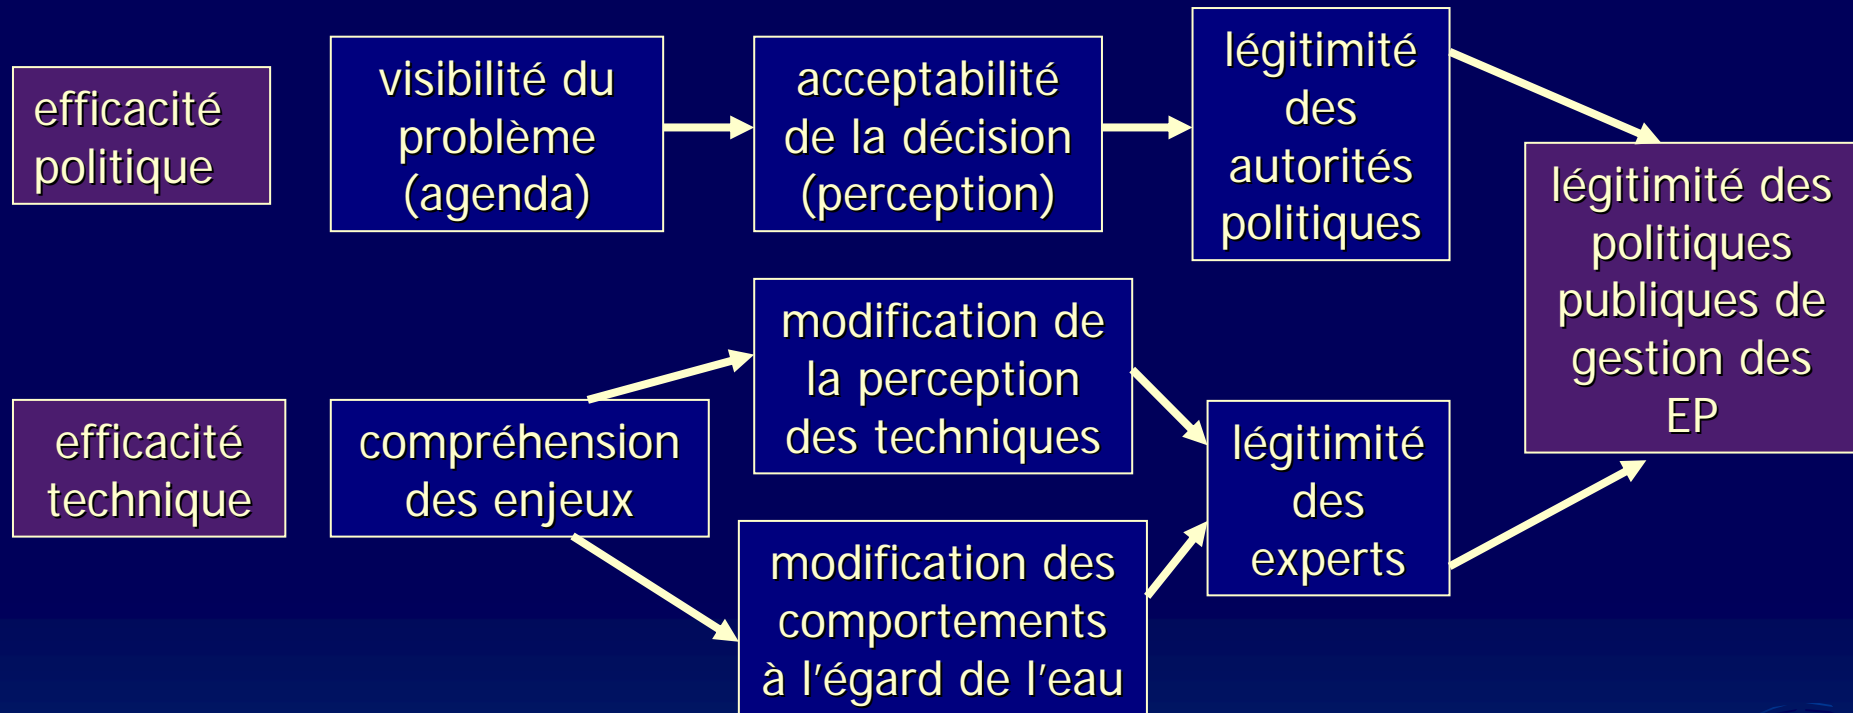 efficacité
politique
visibilité du
problème
(agenda)
acceptabilité
de la décision
(perception)
légitimité
des
autorités
politiques
légitimité des
politiques
publiques de
gestion des
EP
efficacité
technique
compréhension
des enjeux
modification de
la perception
des techniques
modification des
comportements
à l'égard de l'eau
légitimité
des
experts